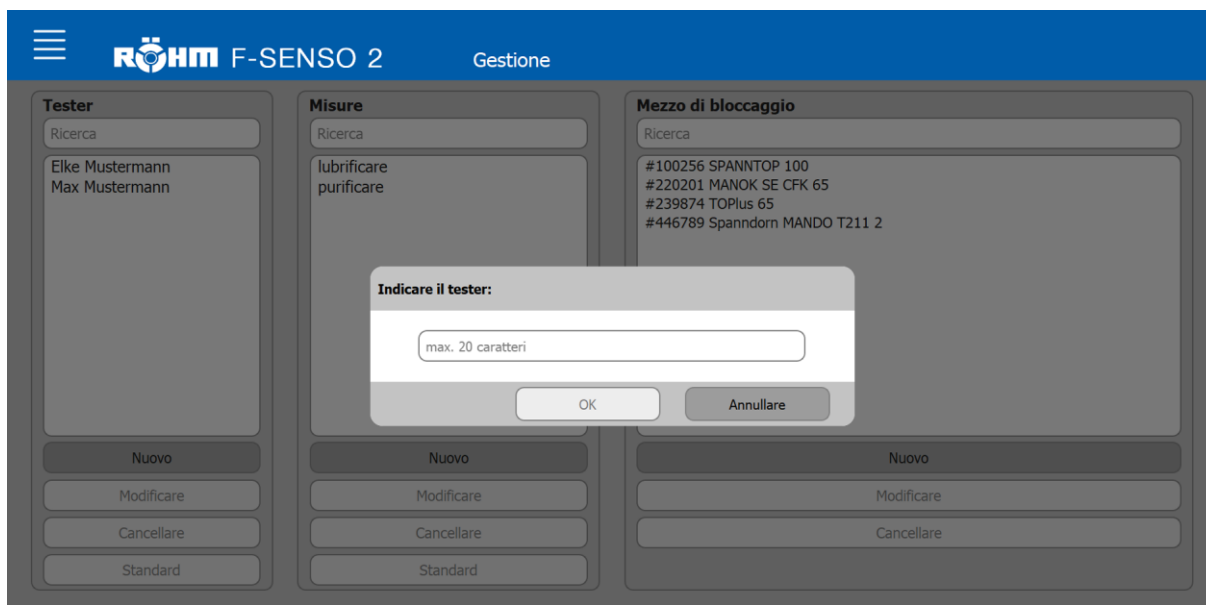 RÖHM F-SENSO 2 Gestione
Tester
Ricerca
Elke Mustermann
Max Mustermann
Nuovo
Modificare
Cancellare
Standard
Misure
Ricerca
lubrificare
purificare
Nuovo
Modificare
Cancellare
Standard
Mezzo di bloccaggio
Ricerca
#100256 SPANNTOP 100
#220201 MANOK SE CFK 65
#239874 TOPlus 65
#446789 Spanndorn MANDO T211 2
Nuovo
Modificare
Cancellare
Indicare il tester:
max. 20 caratteri
OK
Annullare